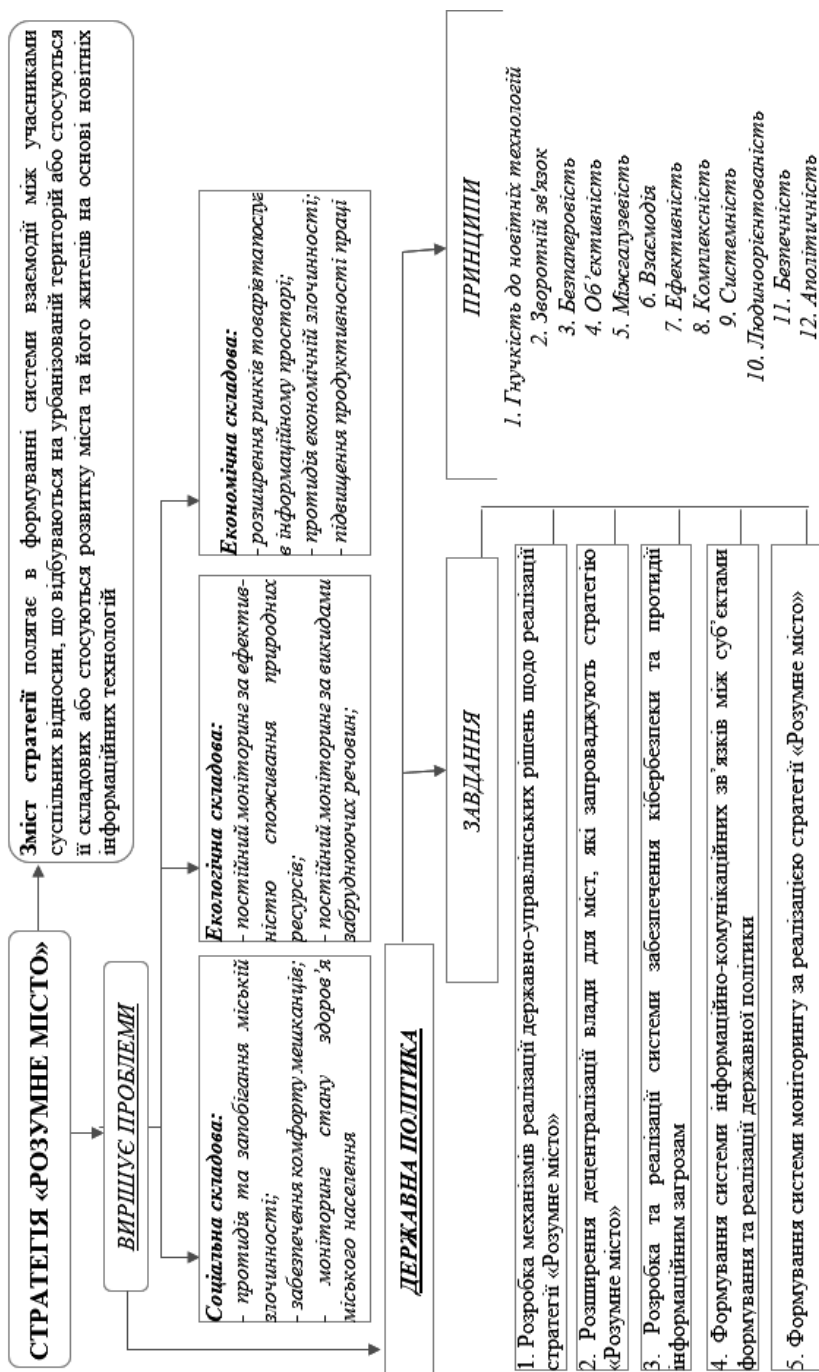 СТРАТЕГІЯ «РОЗУМНЕ МІСТО»
Зміст стратегії полягає в формуванні системи взаємодії між учасниками
суспільних відносин, що відбуваються на урбанізованій територій або стосуються
її складових або стосуються розвитку міста та його жителів на основі новітніх
інформаційних технологій
ВИРІШУЄ ПРОБЛЕМИ
Соціальна складова:
- протидія та запобігання міській
злочинності;
- забезпечення комфорту мешканців;
- моніторинг стану здоров’я
міського населення
Екологічна складова:
- постійний моніторинг за ефектив-
ністю споживання природних
ресурсів;
- постійний моніторинг за викидами
забруднюючих речовин;
Економічна складова:
- розширення ринків товарів та послуг
в інформаційному просторі;
- протидія економічній злочинності;
- підвищення продуктивності праці
ДЕРЖАВНА ПОЛІТИКА
ЗАВДАННЯ
1. Розробка механізмів реалізації державно-управлінських рішень щодо реалізації
стратегії «Розумне місто»
2. Розширення децентралізації влади для міст, які запроваджують стратегію
«Розумне місто»
3. Розробка та реалізації системи забезпечення кібербезпеки та протидії
інформаційним загрозам
4. Формування системи інформаційно-комунікаційних зв’язків між суб’єктами
формування та реалізації державної політики
5. Формування системи моніторингу за реалізацією стратегії «Розумне місто»
ПРИНЦИПИ
1. Гнучкість до новітніх технологій
2. Зворотній зв'язок
3. Безпаперовість
4. Об’єктивність
5. Міжгалузевість
6. Взаємодія
7. Ефективність
8. Комплексність
9. Системність
10. Людиноорієнтованість
11. Безпечність
12. Аполітичність